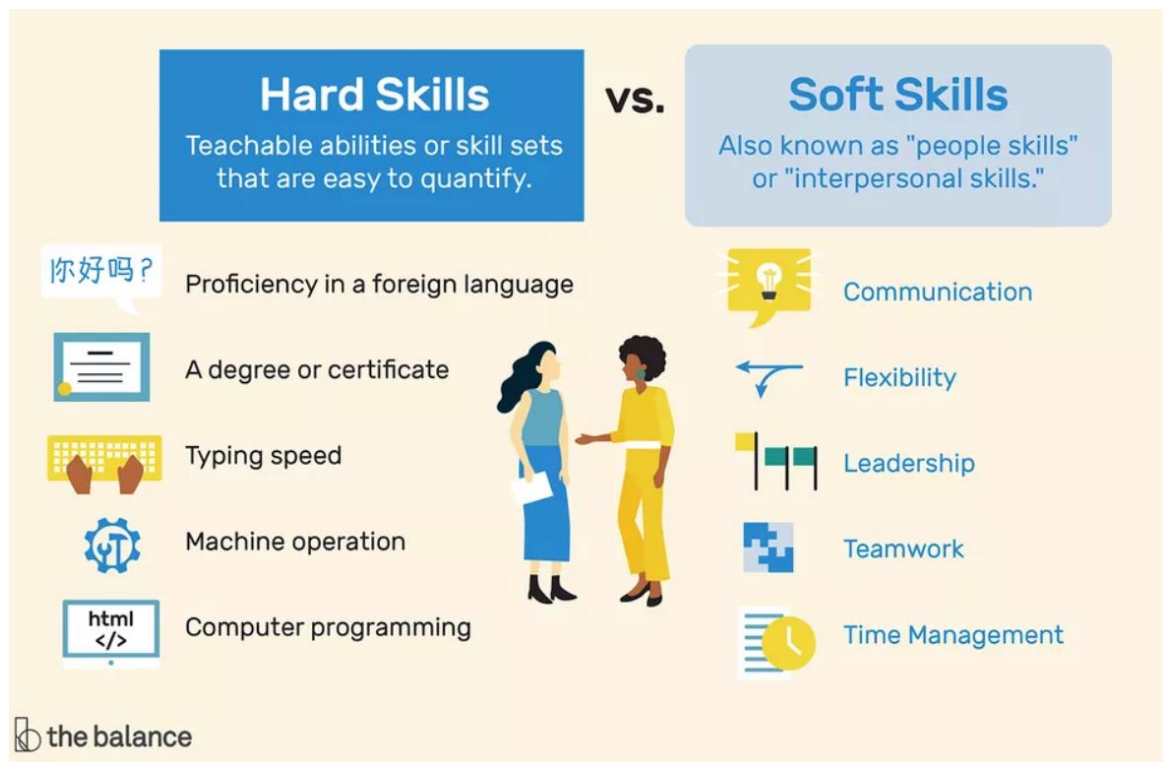 Hard Skills
Teachable abilities or skill sets
that are easy to quantify.
vs.
Soft Skills
Also known as "people skills"
or "interpersonal skills."
你好吗?
Proficiency in a foreign language
A degree or certificate
Typing speed
Machine operation
html
</>
Computer programming
Communication
Flexibility
Leadership
Teamwork
Time Management
the balance